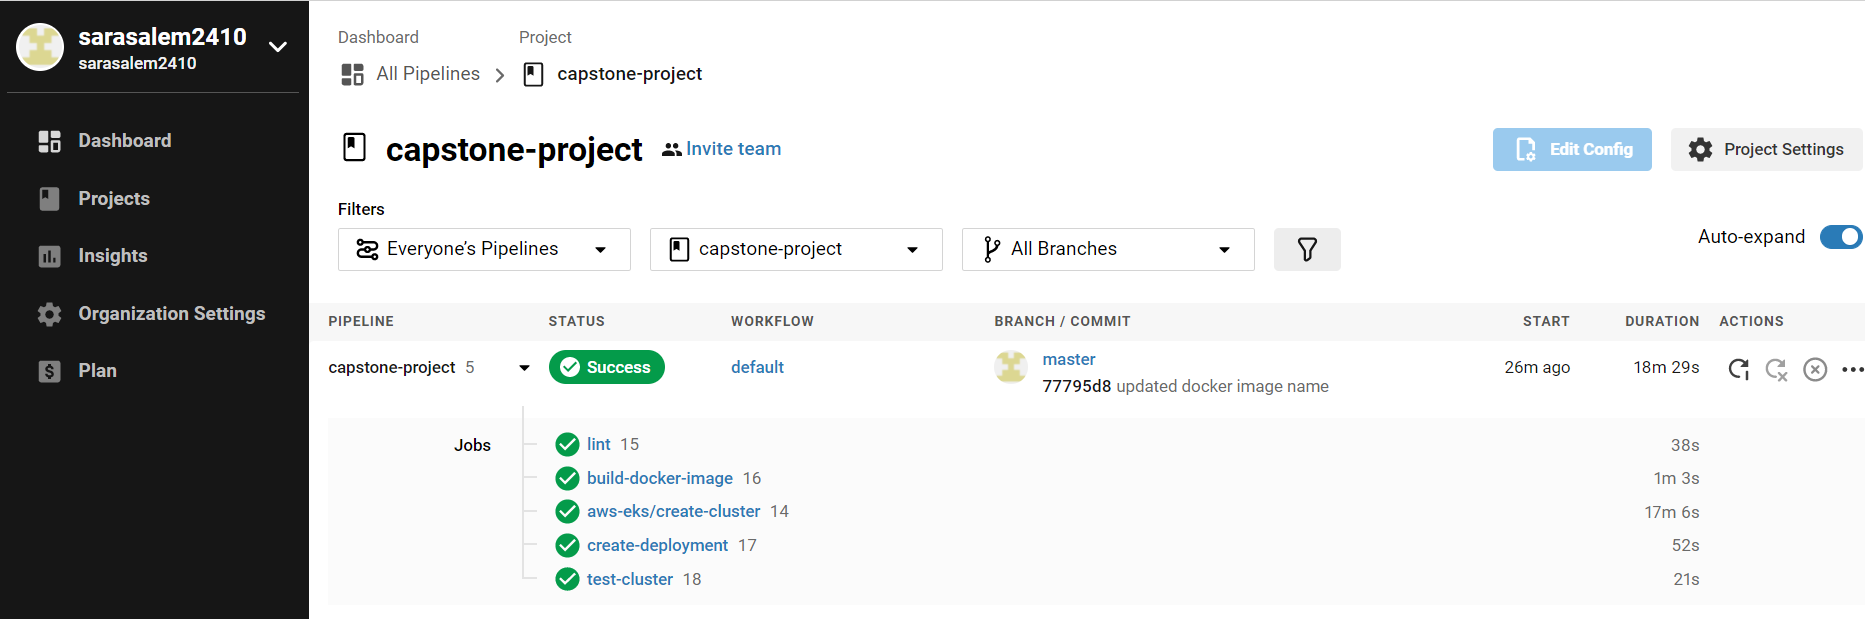 sarasalem2410
sarasalem2410
Dashboard
Projects
Insights
Organization Settings
Plan
Dashboard Project
All Pipelines capstone-project
capstone-project Invite team
Edit Config Project Settings
Filters
Everyone's Pipelines capstone-project All Branches
Auto-expand
PIPELINE STATUS WORKFLOW BRANCH / COMMIT START DURATION ACTIONS
capstone-project 5 Success default master 26m ago 18m 29s
77795d8 updated docker image name
Jobs lint 15 38s
build-docker-image 16 1m 3s
aws-eks/create-cluster 14 17m 6s
create-deployment 17 52s
test-cluster 18 21s